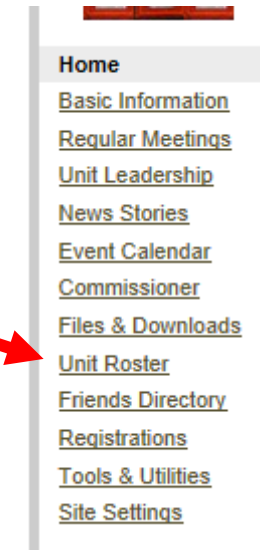 Home
Basic Information
Regular Meetings
Unit Leadership
News Stories
Event Calendar
Commissioner
Files & Downloads
Unit Roster
Friends Directory
Registrations
Tools & Utilities
Site Settings